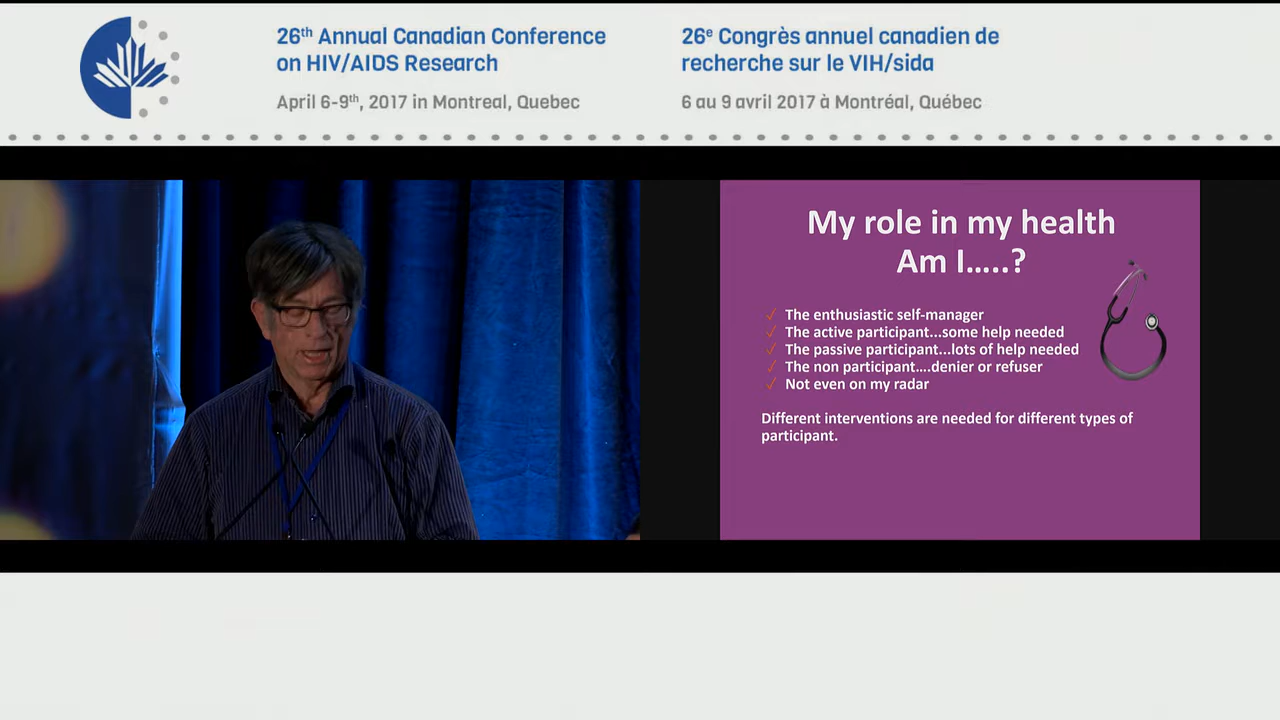 26th Annual Canadian Conference
on HIV/AIDS Research
April 6-9th, 2017 in Montreal, Quebec
26e Congrès annuel canadien de
recherche sur le VIH/sida
6 au 9 avril 2017 à Montréal, Québec
My role in my health
Am I.....?
✓ The enthusiastic self-manager
✓ The active participant...some help needed
✓ The passive participant...lots of help needed
✓ The non participant....denier or refuser
✓ Not even on my radar
Different interventions are needed for different types of
participant.